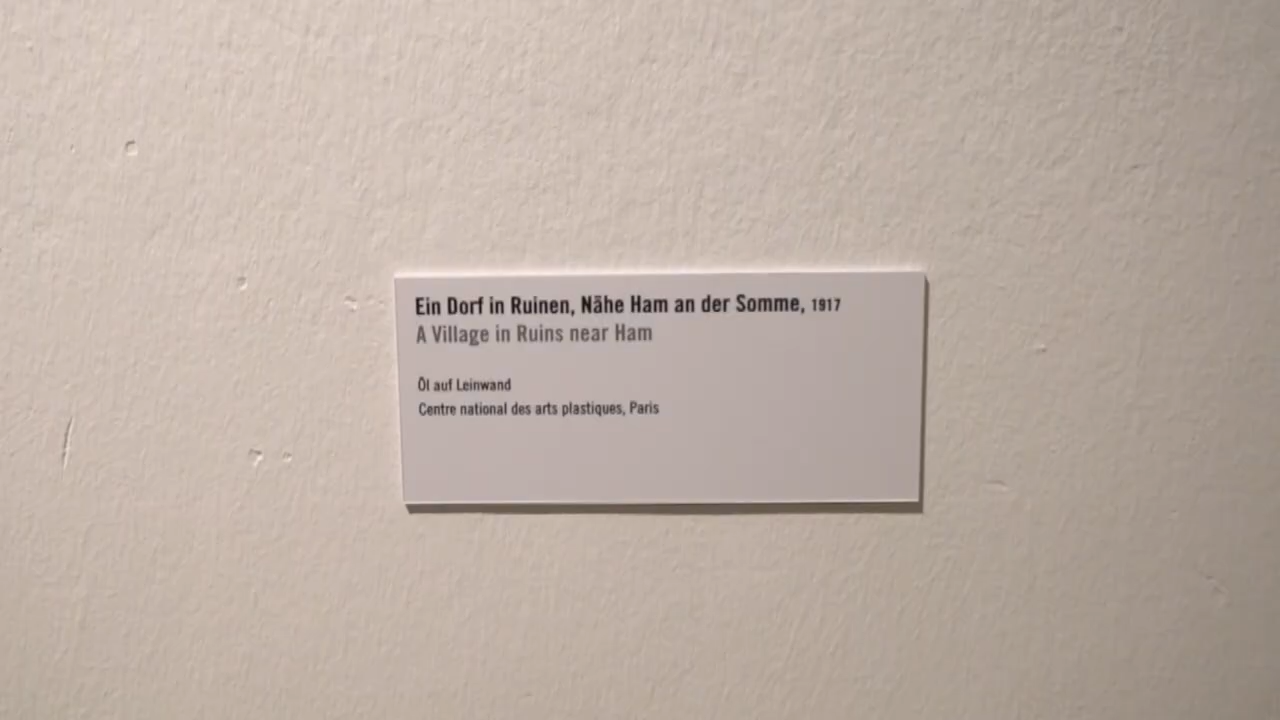 Ein Dorf in Ruinen, Nähe Ham an der Somme, 1917
A Village in Ruins near Ham
Öl auf Leinwand
Centre national des arts plastiques, Paris